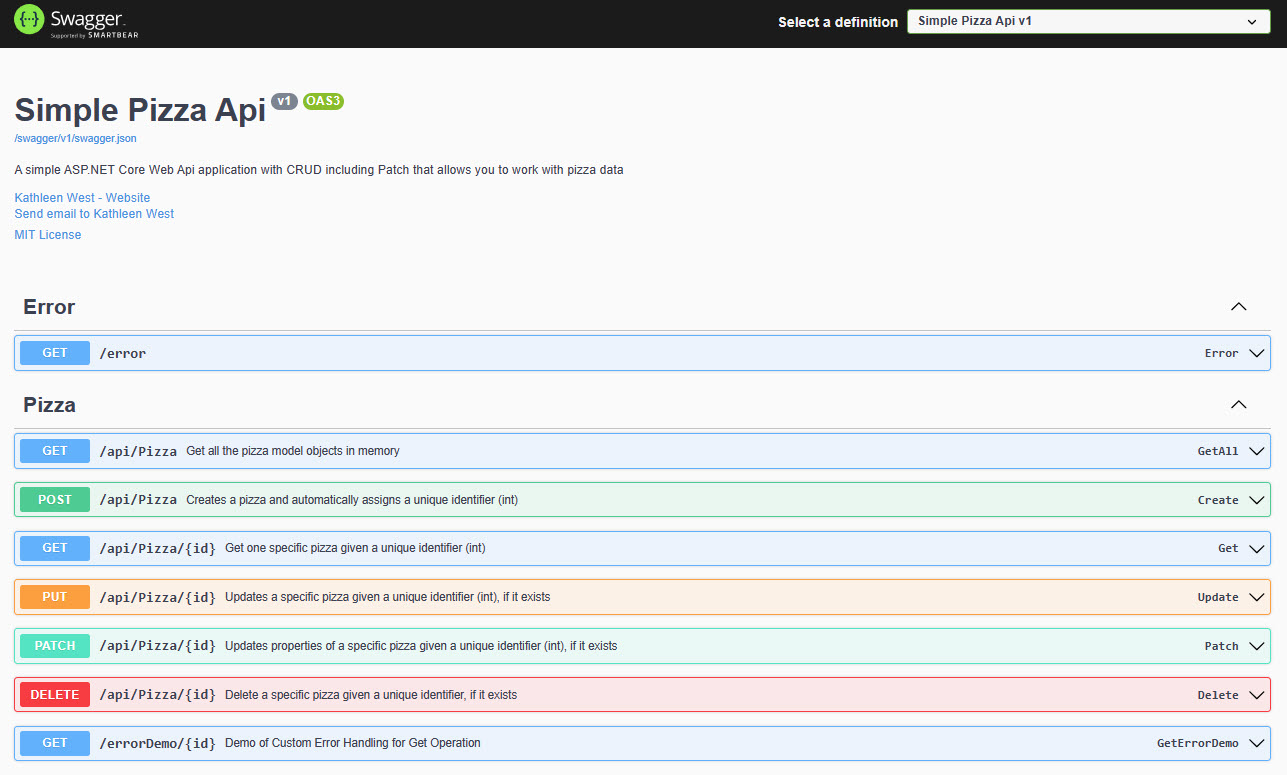 Swagger.
Supported by SMARTBEAR
Select a definition
Simple Pizza Api v1
Simple Pizza Api v1 OAS3
/swagger/v1/swagger.json
A simple ASP.NET Core Web Api application with CRUD including Patch that allows you to work with pizza data
Kathleen West - Website
Send email to Kathleen West
MIT License
Error
GET /error Error
Pizza
GET /api/Pizza Get all the pizza model objects in memory GetAll
POST /api/Pizza Creates a pizza and automatically assigns a unique identifier (int) Create
GET /api/Pizza/{id} Get one specific pizza given a unique identifier (int) Get
PUT /api/Pizza/{id} Updates a specific pizza given a unique identifier (int), if it exists Update
PATCH /api/Pizza/{id} Updates properties of a specific pizza given a unique identifier (int), if it exists Patch
DELETE /api/Pizza/{id} Delete a specific pizza given a unique identifier, if it exists Delete
GET /errorDemo/{id} Demo of Custom Error Handling for Get Operation GetErrorDemo